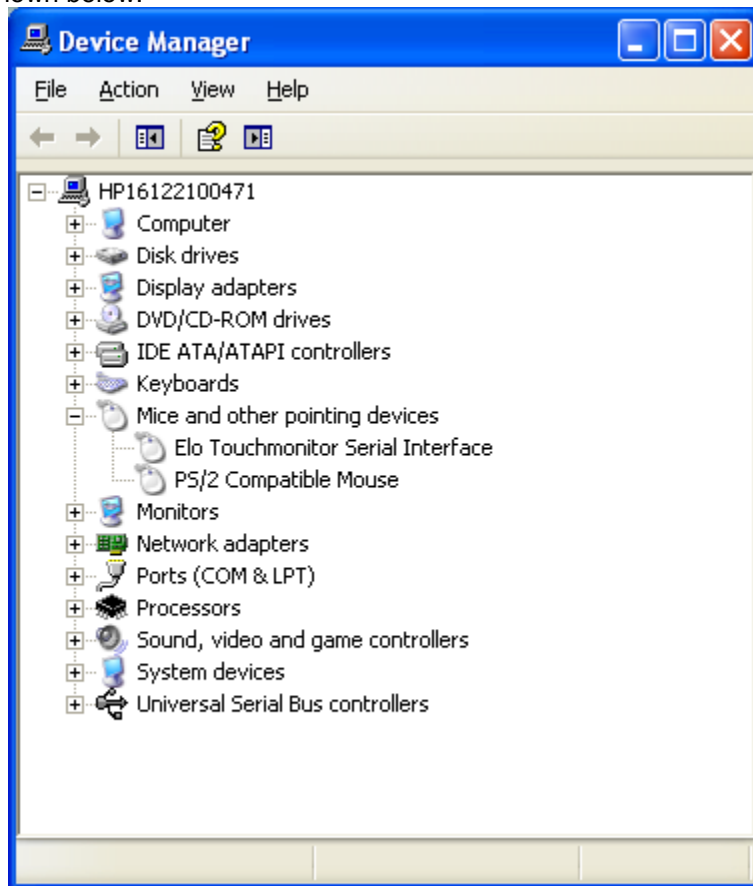 Device Manager
File Action View Help
HP16122100471
Computer
Disk drives
Display adapters
DVD/CD-ROM drives
IDE ATA/ATAPI controllers
Keyboards
Mice and other pointing devices
Elo Touchmonitor Serial Interface
PS/2 Compatible Mouse
Monitors
Network adapters
Ports (COM & LPT)
Processors
Sound, video and game controllers
System devices
Universal Serial Bus controllers